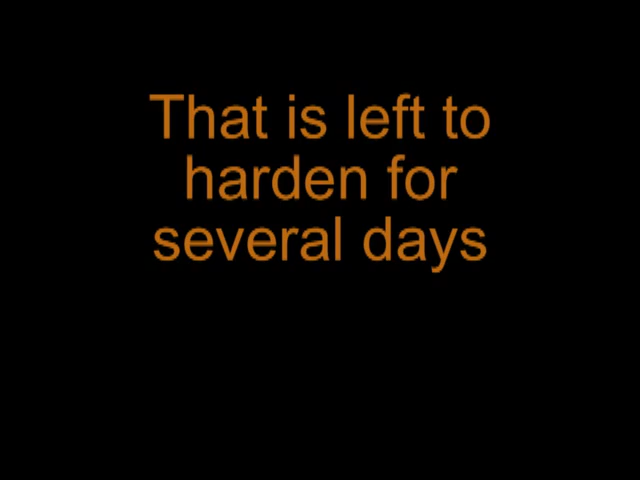 That is left to
harden for
several days